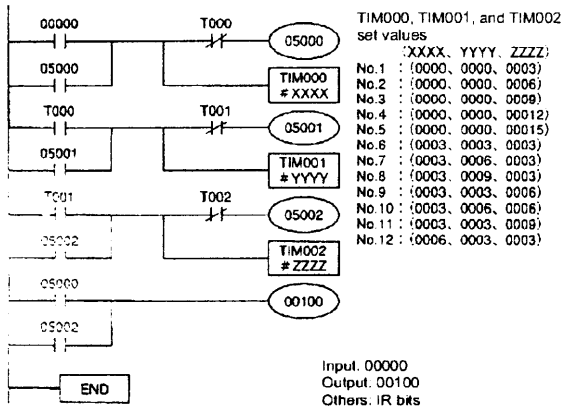 00000
T000
05000
05000
TIM000
# XXXX
T000
T001
05001
05001
TIM001
# YYYY
T001
T002
05002
05002
TIM002
# ZZZZ
05000
00100
05002
END
TIM000, TIM001, and TIM002
set values
(XXXX、YYYY、ZZZZ)
No.1 : (0000、0000、0003)
No.2 : (0000、0000、0006)
No.3 : (0000、0000、0009)
No.4 : (0000、0000、00012)
No.5 : (0000、0000、00015)
No.6 : (0003、0003、0003)
No.7 : (0003、0006、0003)
No.8 : (0003、0009、0003)
No.9 : (0003、0003、0006)
No.10 : (0003、0006、0006)
No.11 : (0003、0003、0009)
No.12 : (0006、0003、0003)
Input. 00000
Output. 00100
Others. IR bits